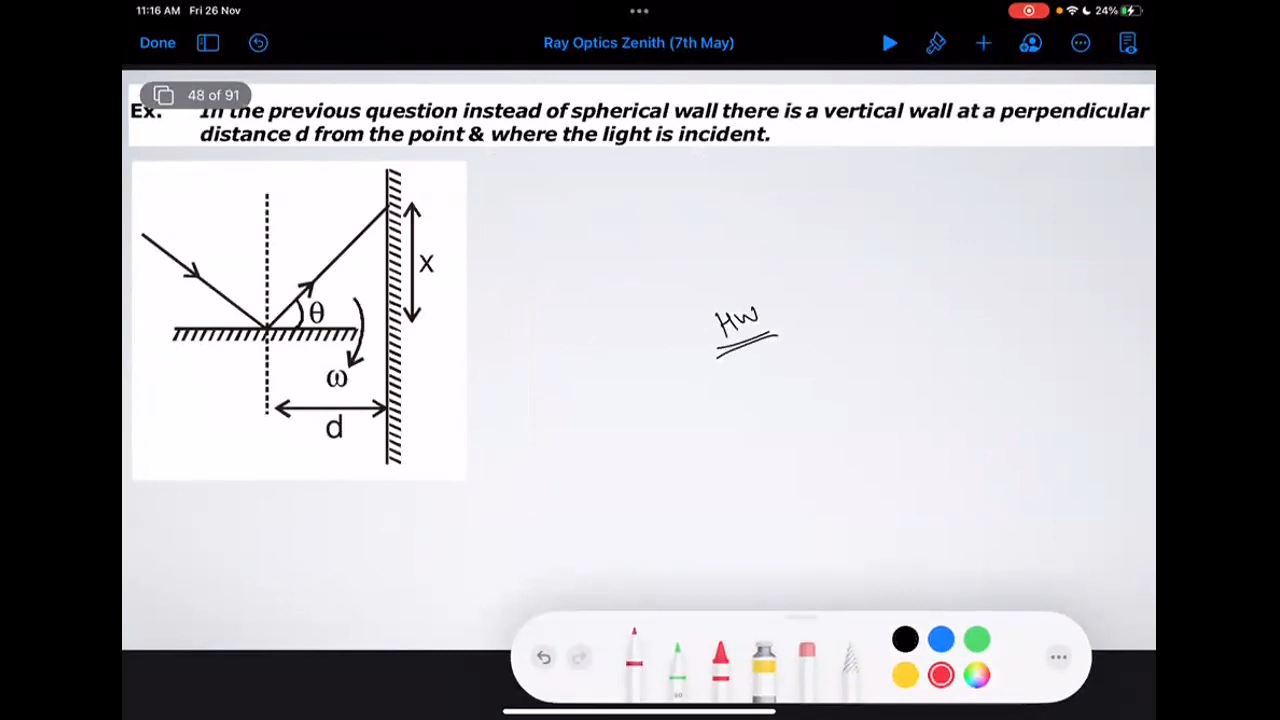 11:16 AM Fri 26 Nov
24%
Done
Ray Optics Zenith (7th May)
48 of 91
Ex. In the previous question instead of spherical wall there is a vertical wall at a perpendicular
distance d from the point & where the light is incident.
x
θ
ω
d
HW